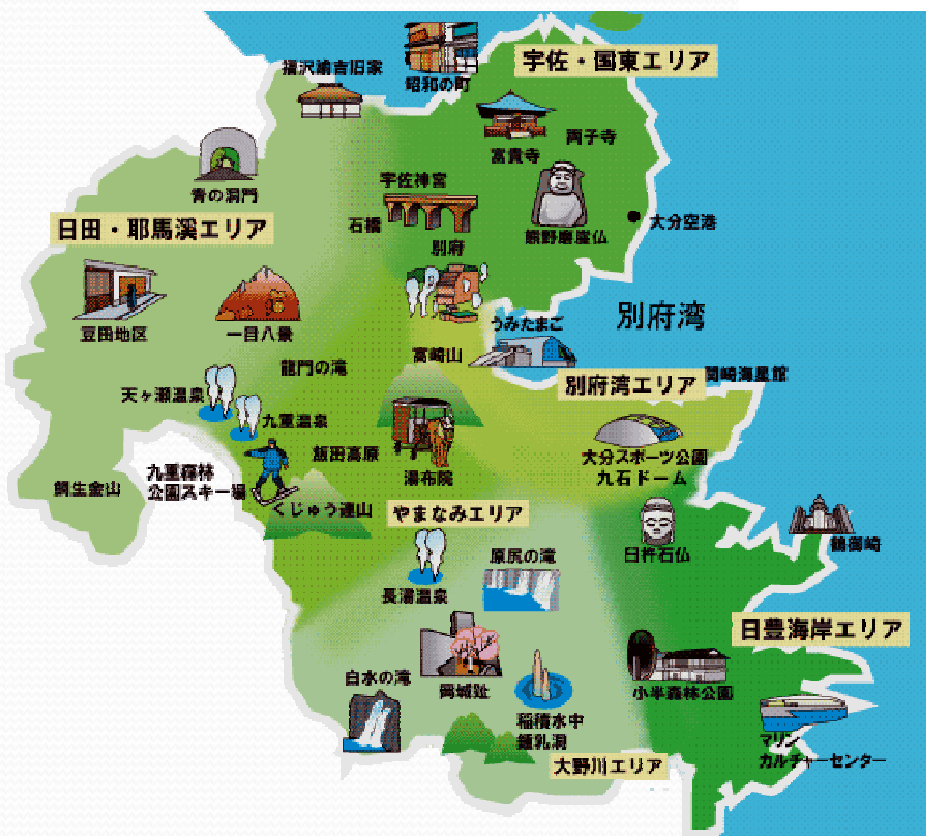 宇佐・国東エリア
福沢諭吉旧家
昭和の町
両子寺
富貴寺
青の洞門
宇佐神宮
石橋
熊野磨崖仏
大分空港
日田・耶馬溪エリア
別府
豆田地区
一目八景
うみたまご
別府湾
龍門の滝
高崎山
別府湾エリア
関崎海星館
天ヶ瀬温泉
九重温泉
飯田高原
湯布院
大分スポーツ公園
九石ドーム
九重森林
公園スキー場
鯛生金山
くじゅう連山
やまなみエリア
臼杵石仏
鶴御崎
原尻の滝
長湯温泉
日豊海岸エリア
白水の滝
岡城趾
小半森林公園
稲積水中
鍾乳洞
マリン
カルチャーセンター
大野川エリア